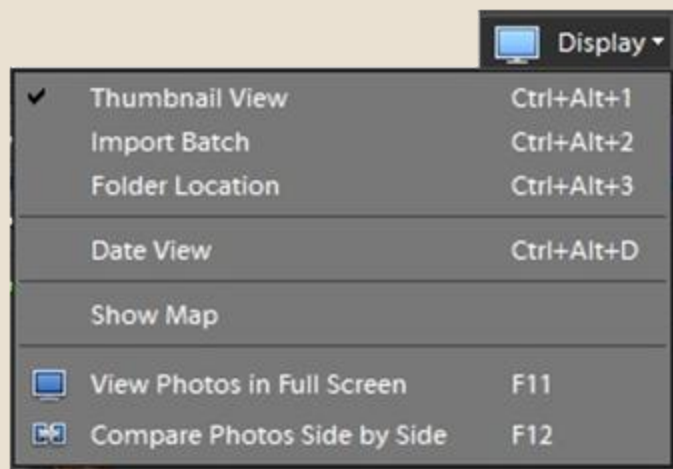 Display
Thumbnail View Ctrl+Alt+1
Import Batch Ctrl+Alt+2
Folder Location Ctrl+Alt+3
Date View Ctrl+Alt+D
Show Map
View Photos in Full Screen F11
Compare Photos Side by Side F12